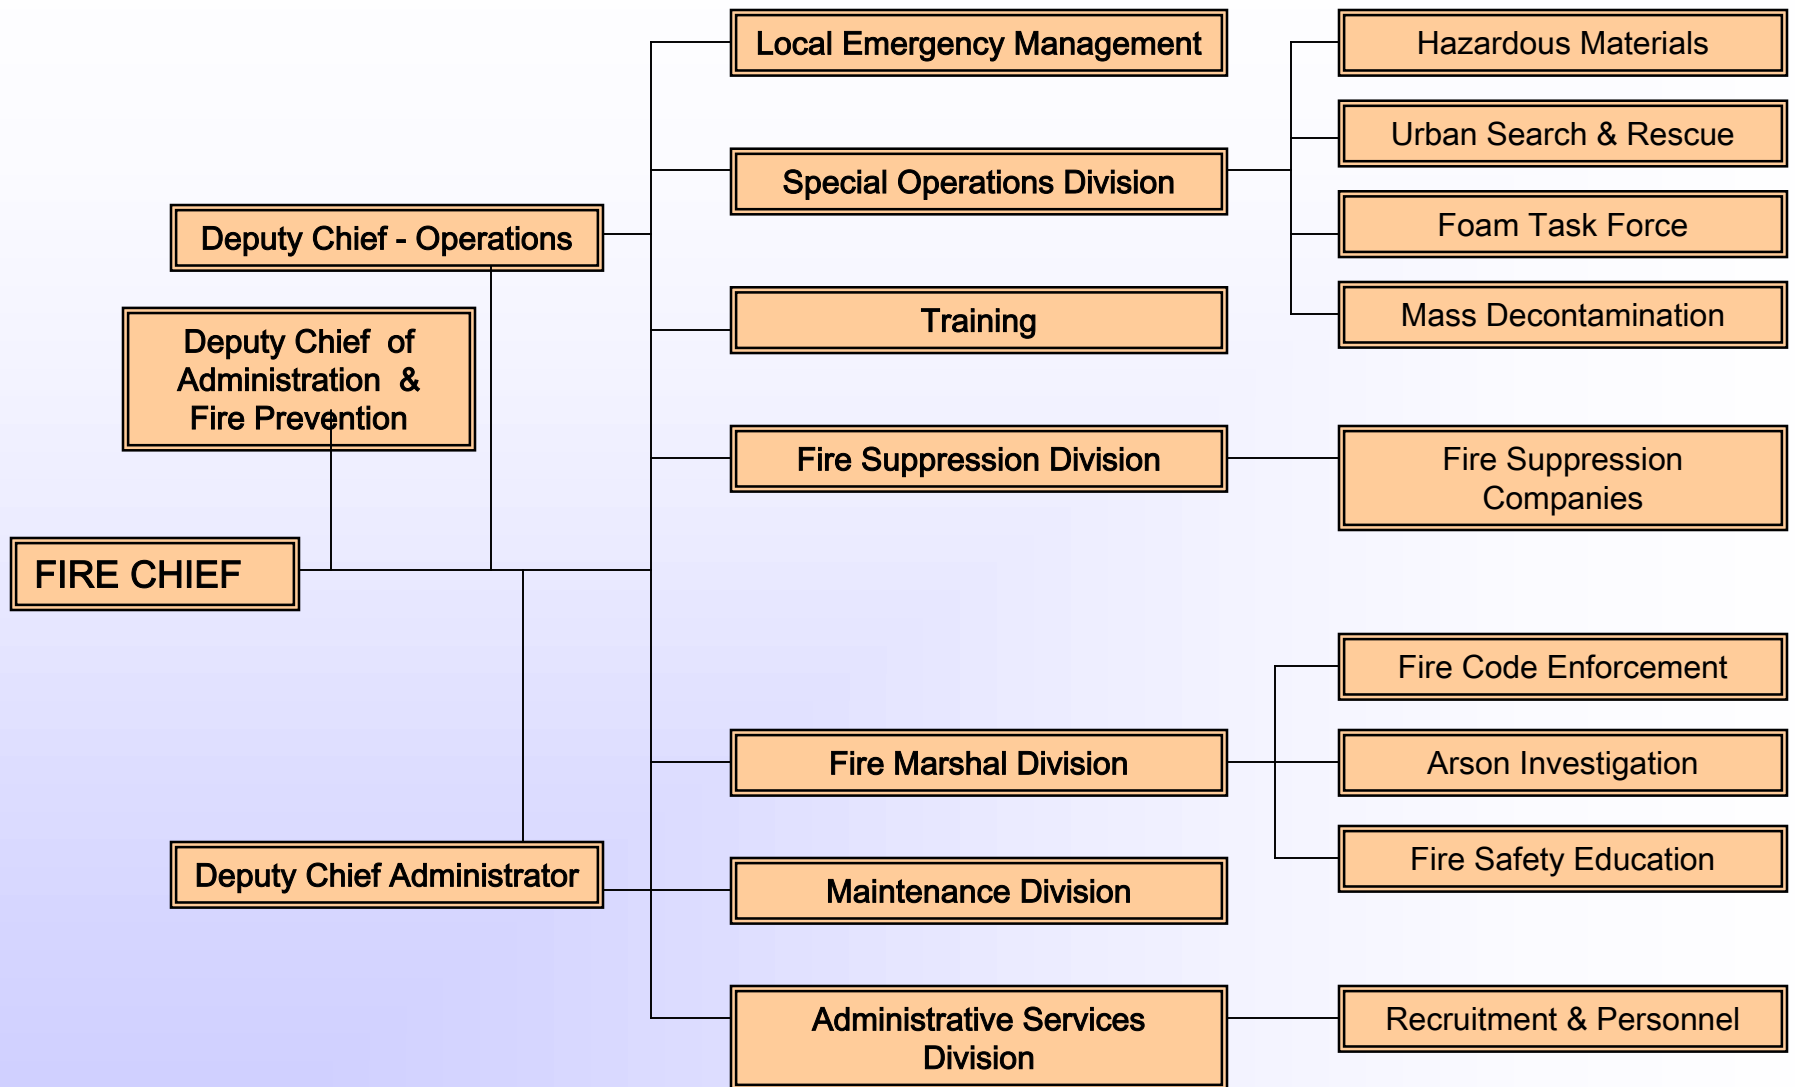 FIRE CHIEF
Deputy Chief - Operations
Deputy Chief of
Administration &
Fire Prevention
Deputy Chief Administrator
Local Emergency Management
Special Operations Division
Training
Fire Suppression Division
Fire Marshal Division
Maintenance Division
Administrative Services
Division
Hazardous Materials
Urban Search & Rescue
Foam Task Force
Mass Decontamination
Fire Suppression
Companies
Fire Code Enforcement
Arson Investigation
Fire Safety Education
Recruitment & Personnel